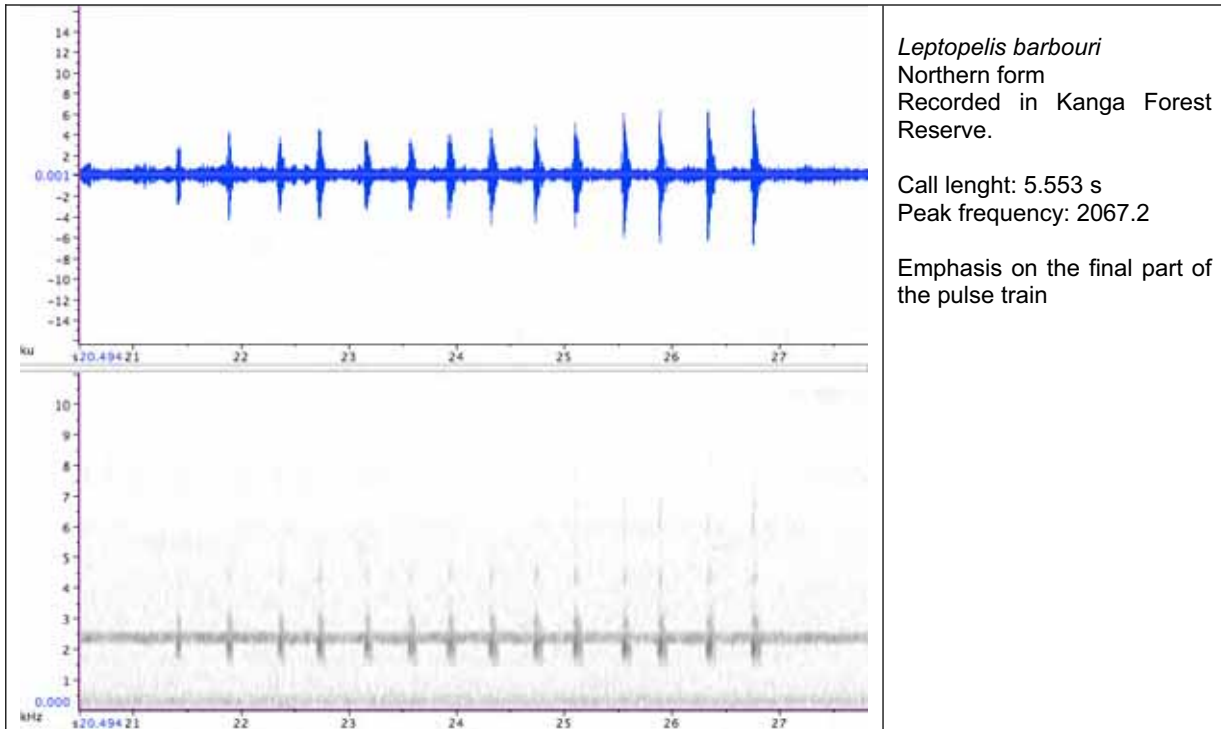 14
12
10
8
6
4
2
0.001
-2
-4
-6
-8
-10
-12
-14
ku
s20.494 21 22 23 24 25 26 27
10
9
8
7
6
5
4
3
2
1
0.000
kHz
s20.494 21 22 23 24 25 26 27
Leptopelis barbouri
Northern form
Recorded in Kanga Forest
Reserve.
Call lenght: 5.553 s
Peak frequency: 2067.2
Emphasis on the final part of
the pulse train